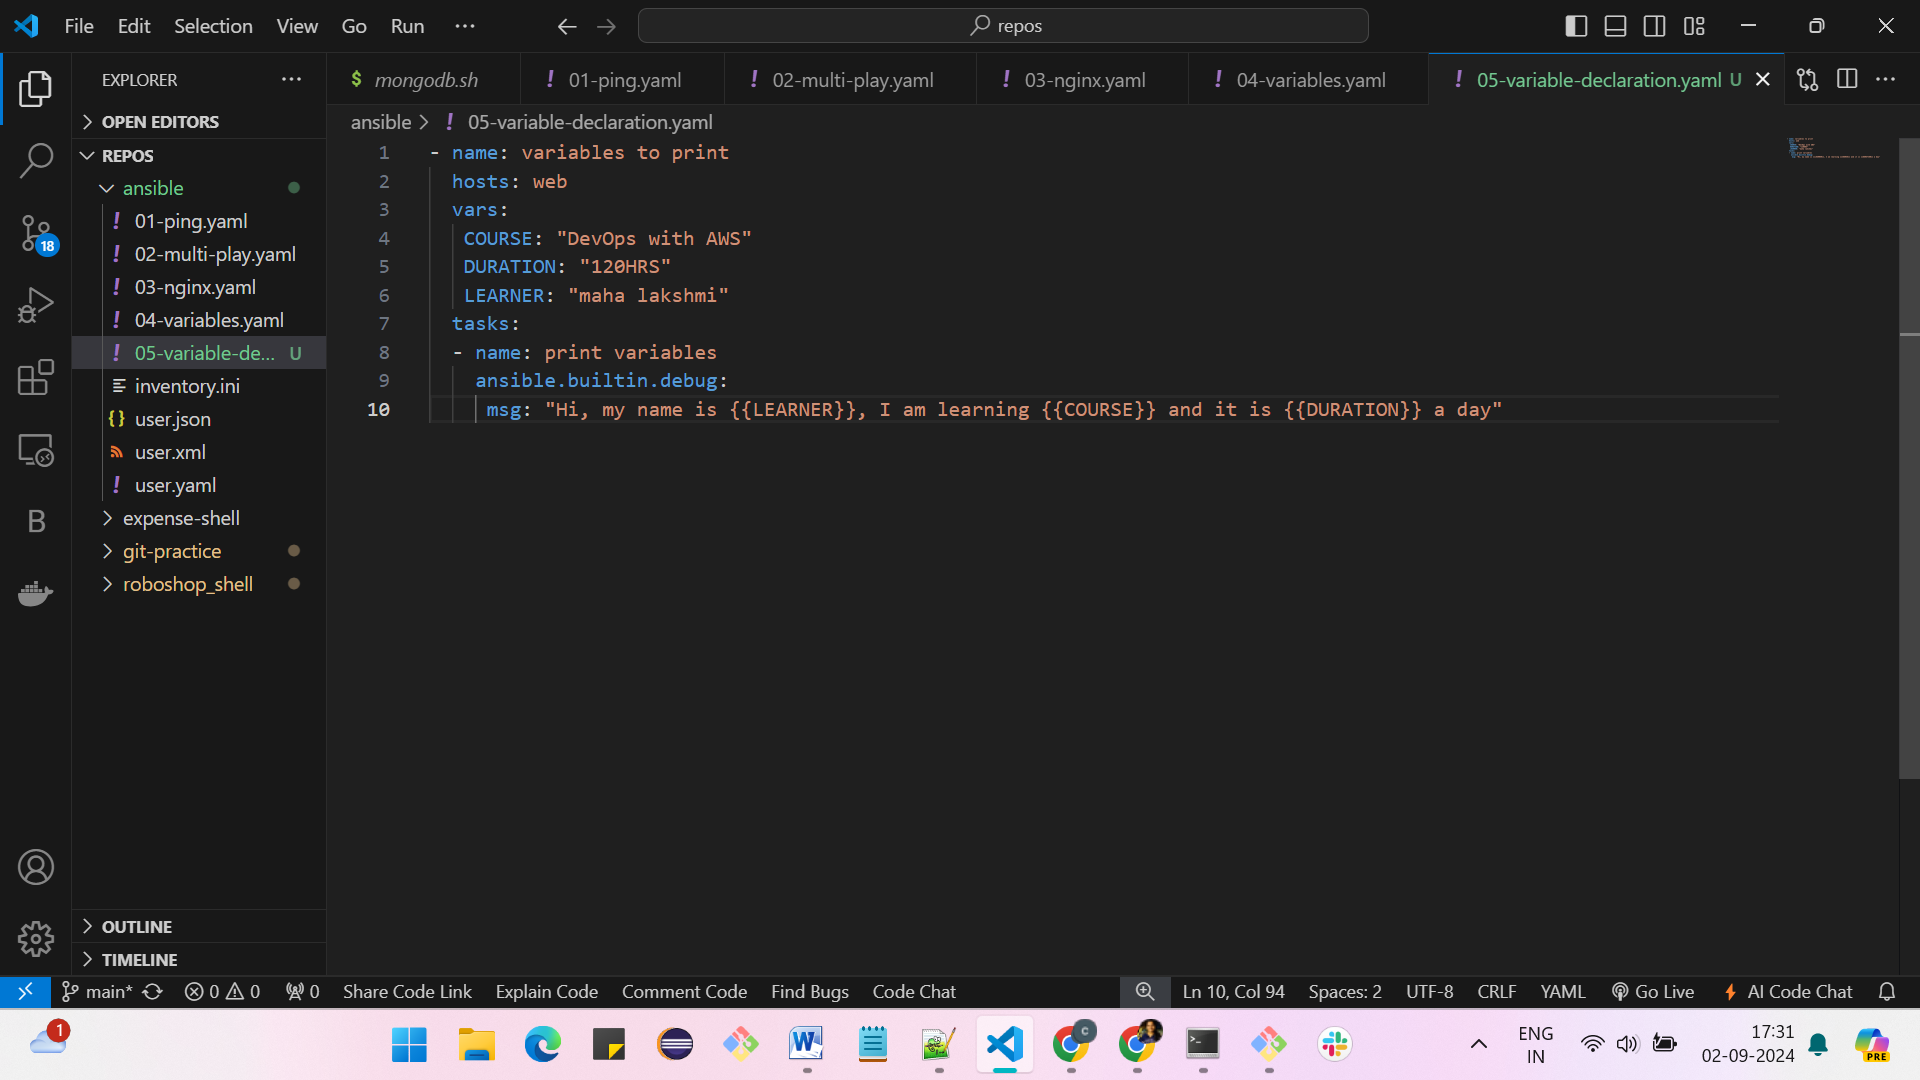 File Edit Selection View Go Run ··· repos
EXPLORER ···
OPEN EDITORS
REPOS
ansible
01-ping.yaml
02-multi-play.yaml
03-nginx.yaml
04-variables.yaml
05-variable-de... U
inventory.ini
user.json
user.xml
user.yaml
expense-shell
git-practice
roboshop_shell
OUTLINE
TIMELINE
18
B
$ mongodb.sh ! 01-ping.yaml ! 02-multi-play.yaml ! 03-nginx.yaml ! 04-variables.yaml ! 05-variable-declaration.yaml U
ansible > ! 05-variable-declaration.yaml
1 - name: variables to print
2 hosts: web
3 vars:
4 COURSE: "DevOps with AWS"
5 DURATION: "120HRS"
6 LEARNER: "maha lakshmi"
7 tasks:
8 - name: print variables
9 ansible.builtin.debug:
10 msg: "Hi, my name is {{LEARNER}}, I am learning {{COURSE}} and it is {{DURATION}} a day"
main* 0 0 0 Share Code Link Explain Code Comment Code Find Bugs Code Chat Ln 10, Col 94 Spaces: 2 UTF-8 CRLF YAML Go Live AI Code Chat
1
W
C
ENG
IN
17:31
02-09-2024
PRE